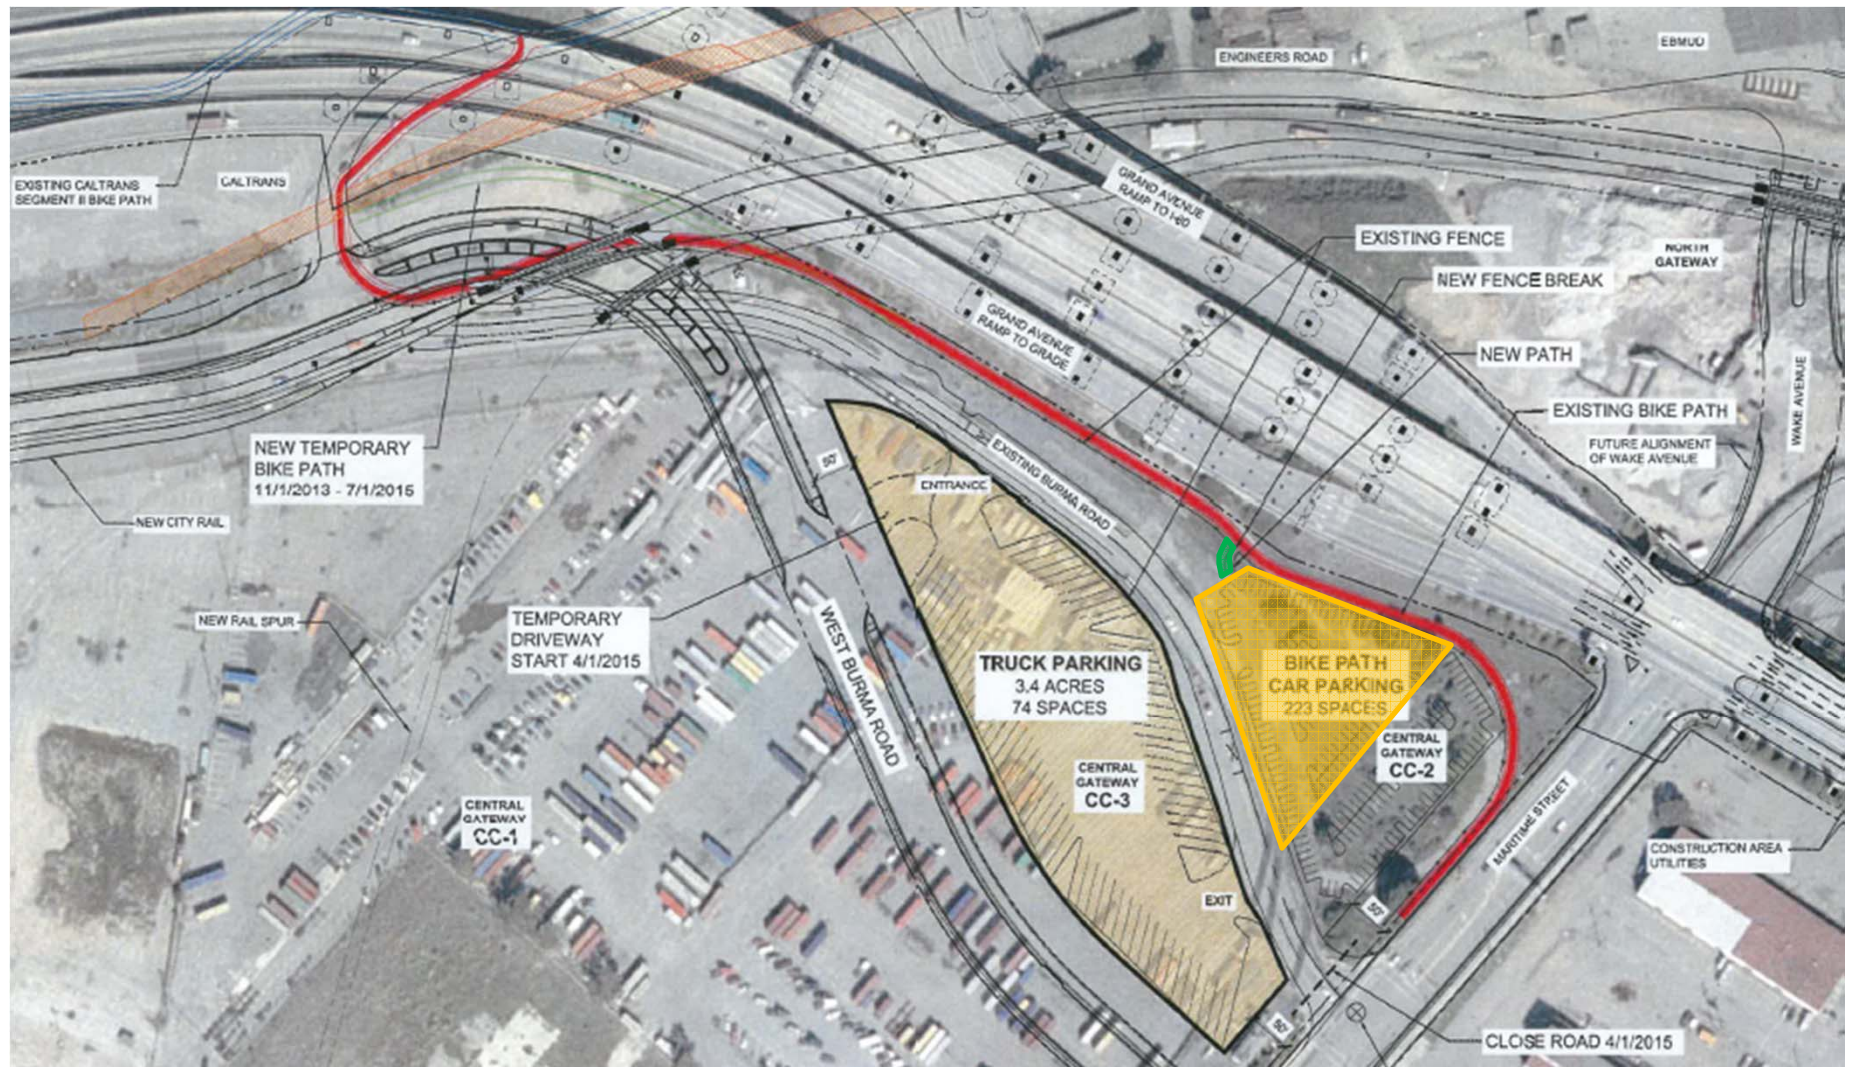 EBMUD
ENGINEERS ROAD
EXISTING CALTRANS
SEGMENT II BIKE PATH
CALTRANS
GRAND AVENUE
RAMP TO I-80
EXISTING FENCE
NORTH
GATEWAY
NEW FENCE BREAK
GRAND AVENUE
RAMP TO GRADE
NEW PATH
WAKE AVENUE
EXISTING BIKE PATH
FUTURE ALIGNMENT
OF WAKE AVENUE
NEW TEMPORARY
BIKE PATH
11/1/2013 - 7/1/2015
50'
ENTRANCE
EXISTING BURMA ROAD
NEW CITY RAIL
NEW RAIL SPUR
TEMPORARY
DRIVEWAY
START 4/1/2015
WEST BURMA ROAD
TRUCK PARKING
3.4 ACRES
74 SPACES
BIKE PATH
CAR PARKING
223 SPACES
CENTRAL
GATEWAY
CC-2
CENTRAL
GATEWAY
CC-3
CENTRAL
GATEWAY
CC-1
MARITIME STREET
CONSTRUCTION AREA
UTILITIES
EXIT
50'
50'
CLOSE ROAD 4/1/2015